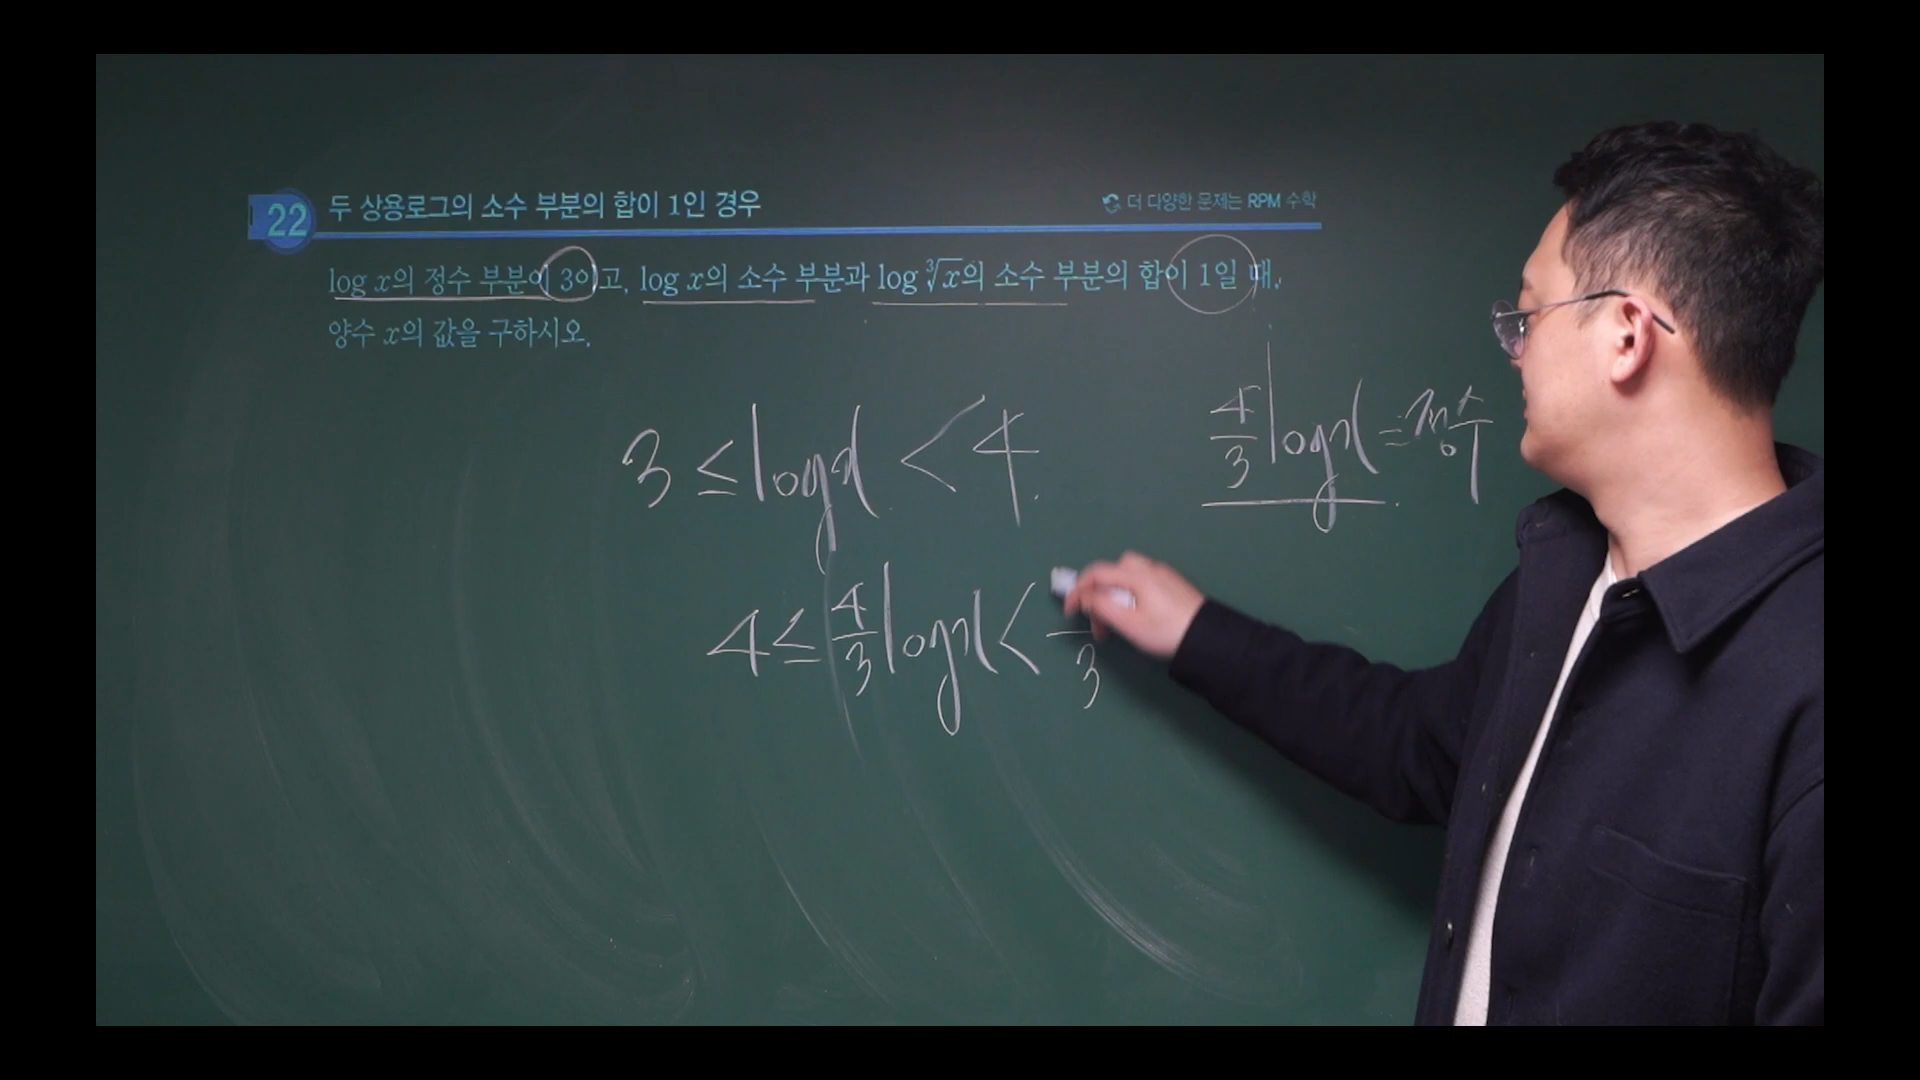 22 두 상용로그의 소수 부분의 합이 1인 경우
더 다양한 문제는 RPM 수학
log x의 정수 부분이 3이고, log x의 소수 부분과 log ∛x의 소수 부분의 합이 1일 때,
양수 x의 값을 구하시오.
3 ≤ log x < 4.
4/3 log x = 정수
4 ≤ 4/3 log x < /3